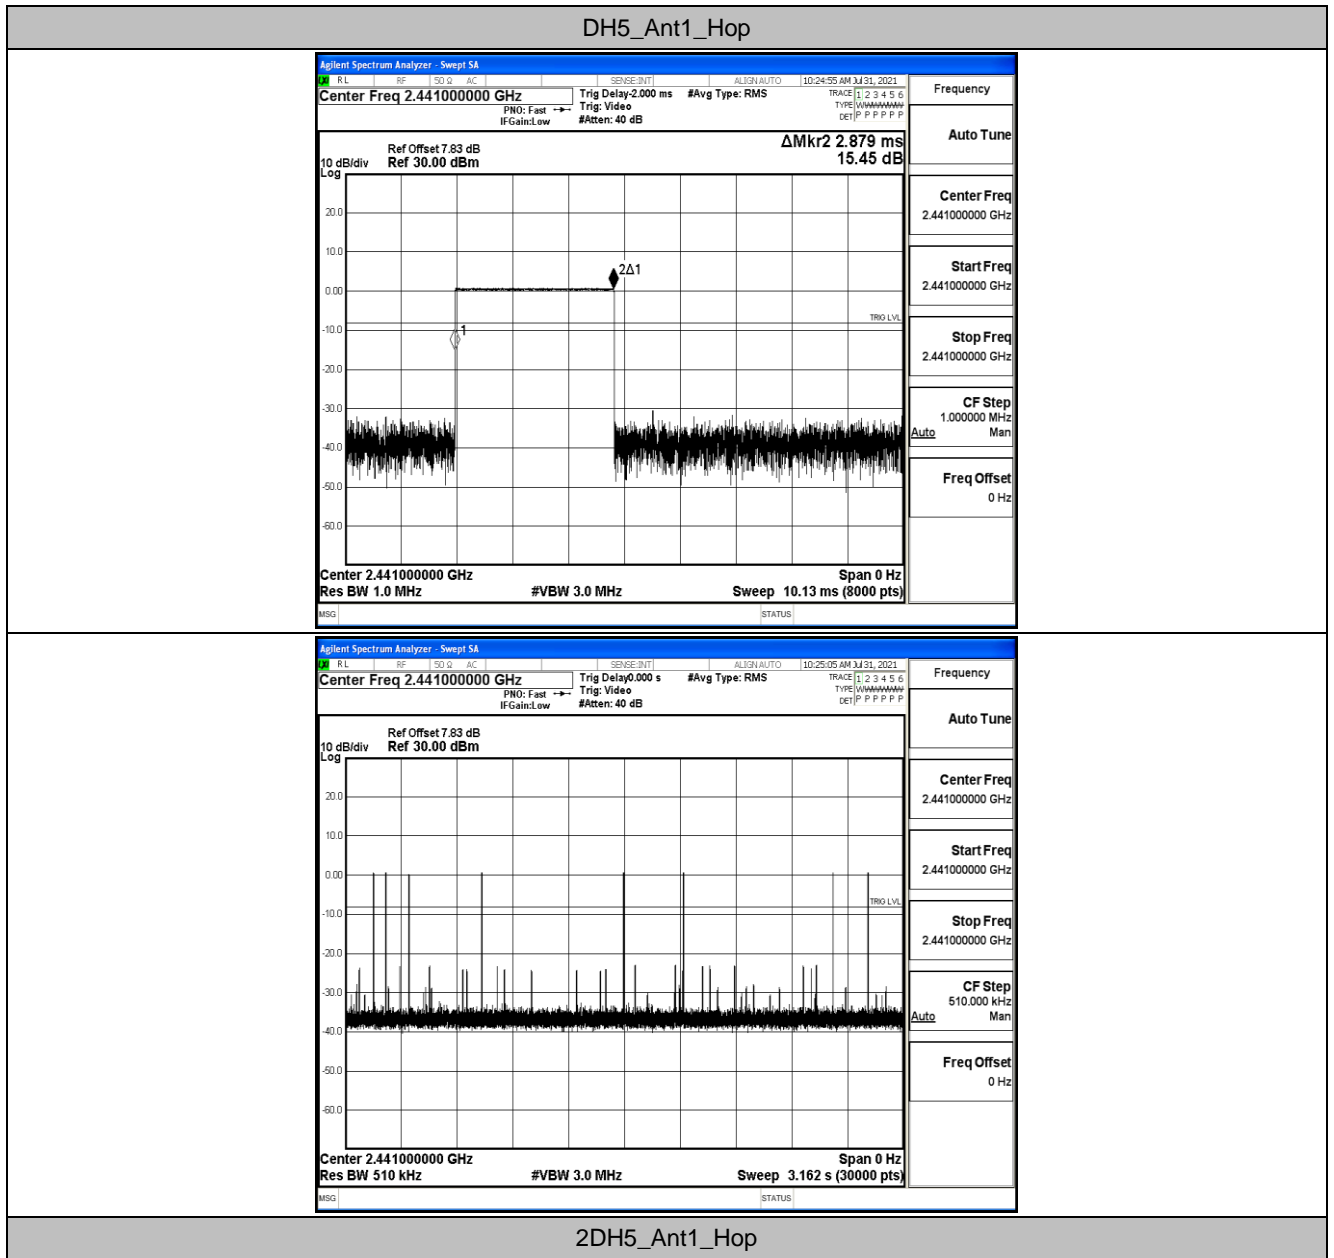 DH5_Ant1_Hop
Agilent Spectrum Analyzer - Swept SA
RL RF 50 Ω AC SENSE:INT ALIGN AUTO 10:24:55 AM Jul 31, 2021
Center Freq 2.441000000 GHz
PNO: Fast
IFGain:Low
Trig Delay-2.000 ms
Trig: Video
#Atten: 40 dB
#Avg Type: RMS
TRACE 1 2 3 4 5 6
TYPE
DET P P P P P P
Frequency
Auto Tune
ΔMkr2 2.879 ms
15.45 dB
Ref Offset 7.83 dB
10 dB/div Ref 30.00 dBm
Log
20.0
10.0
0.00
-10.0
-20.0
-30.0
-40.0
-50.0
-60.0
2Δ1
1
TRIG LVL
Center Freq
2.441000000 GHz
Start Freq
2.441000000 GHz
Stop Freq
2.441000000 GHz
CF Step
1.000000 MHz
Auto Man
Freq Offset
0 Hz
Center 2.441000000 GHz Span 0 Hz
Res BW 1.0 MHz #VBW 3.0 MHz Sweep 10.13 ms (8000 pts)
MSG STATUS
Agilent Spectrum Analyzer - Swept SA
RL RF 50 Ω AC SENSE:INT ALIGN AUTO 10:25:05 AM Jul 31, 2021
Center Freq 2.441000000 GHz
PNO: Fast
IFGain:Low
Trig Delay0.000 s
Trig: Video
#Atten: 40 dB
#Avg Type: RMS
TRACE 1 2 3 4 5 6
TYPE
DET P P P P P P
Frequency
Auto Tune
Ref Offset 7.83 dB
10 dB/div Ref 30.00 dBm
Log
20.0
10.0
0.00
-10.0
-20.0
-30.0
-40.0
-50.0
-60.0
TRIG LVL
Center Freq
2.441000000 GHz
Start Freq
2.441000000 GHz
Stop Freq
2.441000000 GHz
CF Step
510.000 kHz
Auto Man
Freq Offset
0 Hz
Center 2.441000000 GHz Span 0 Hz
Res BW 510 kHz #VBW 3.0 MHz Sweep 3.162 s (30000 pts)
MSG STATUS
2DH5_Ant1_Hop